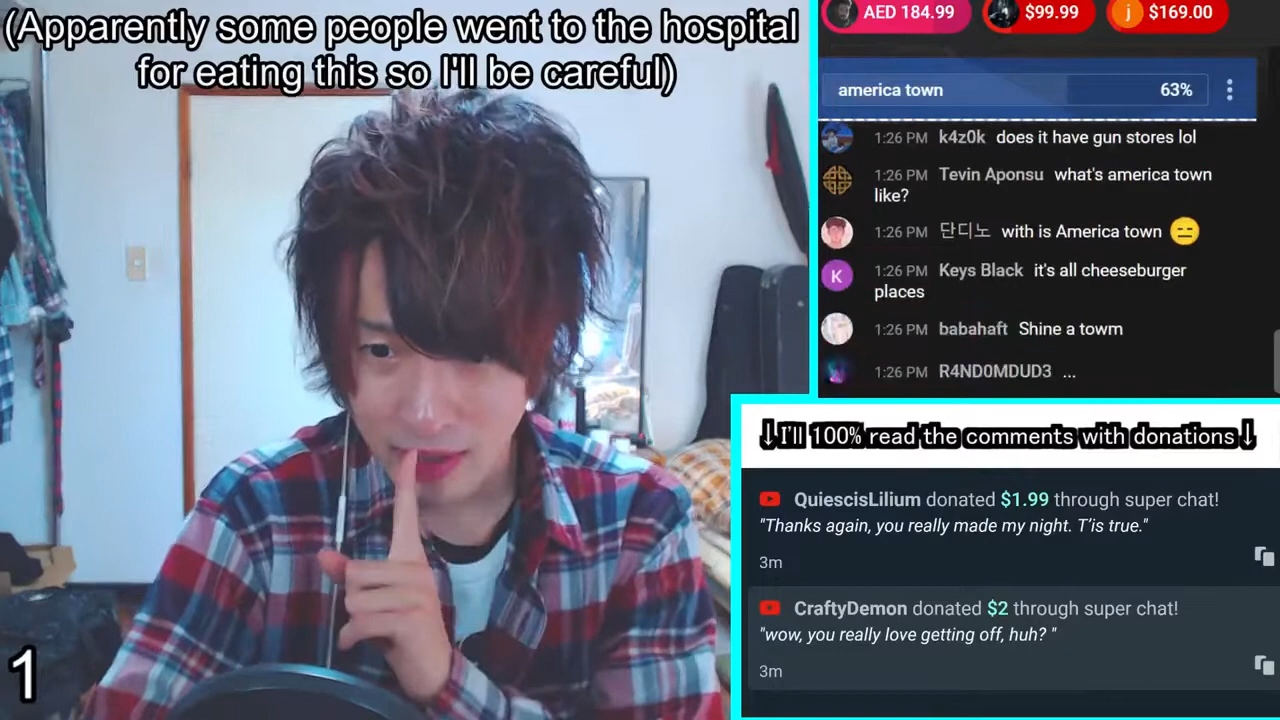 (Apparently some people went to the hospital
for eating this so I'll be careful)
1
AED 184.99
$99.99
j $169.00
america town 63%
1:26 PM k4z0k does it have gun stores lol
1:26 PM Tevin Aponsu what's america town
like?
1:26 PM 단디노 with is America town 😑
K 1:26 PM Keys Black it's all cheeseburger
places
1:26 PM babahaft Shine a towm
1:26 PM R4ND0MDUD3 ...
↓I'll 100% read the comments with donations↓
QuiescisLilium donated $1.99 through super chat!
"Thanks again, you really made my night. T'is true."
3m
CraftyDemon donated $2 through super chat!
"wow, you really love getting off, huh? "
3m